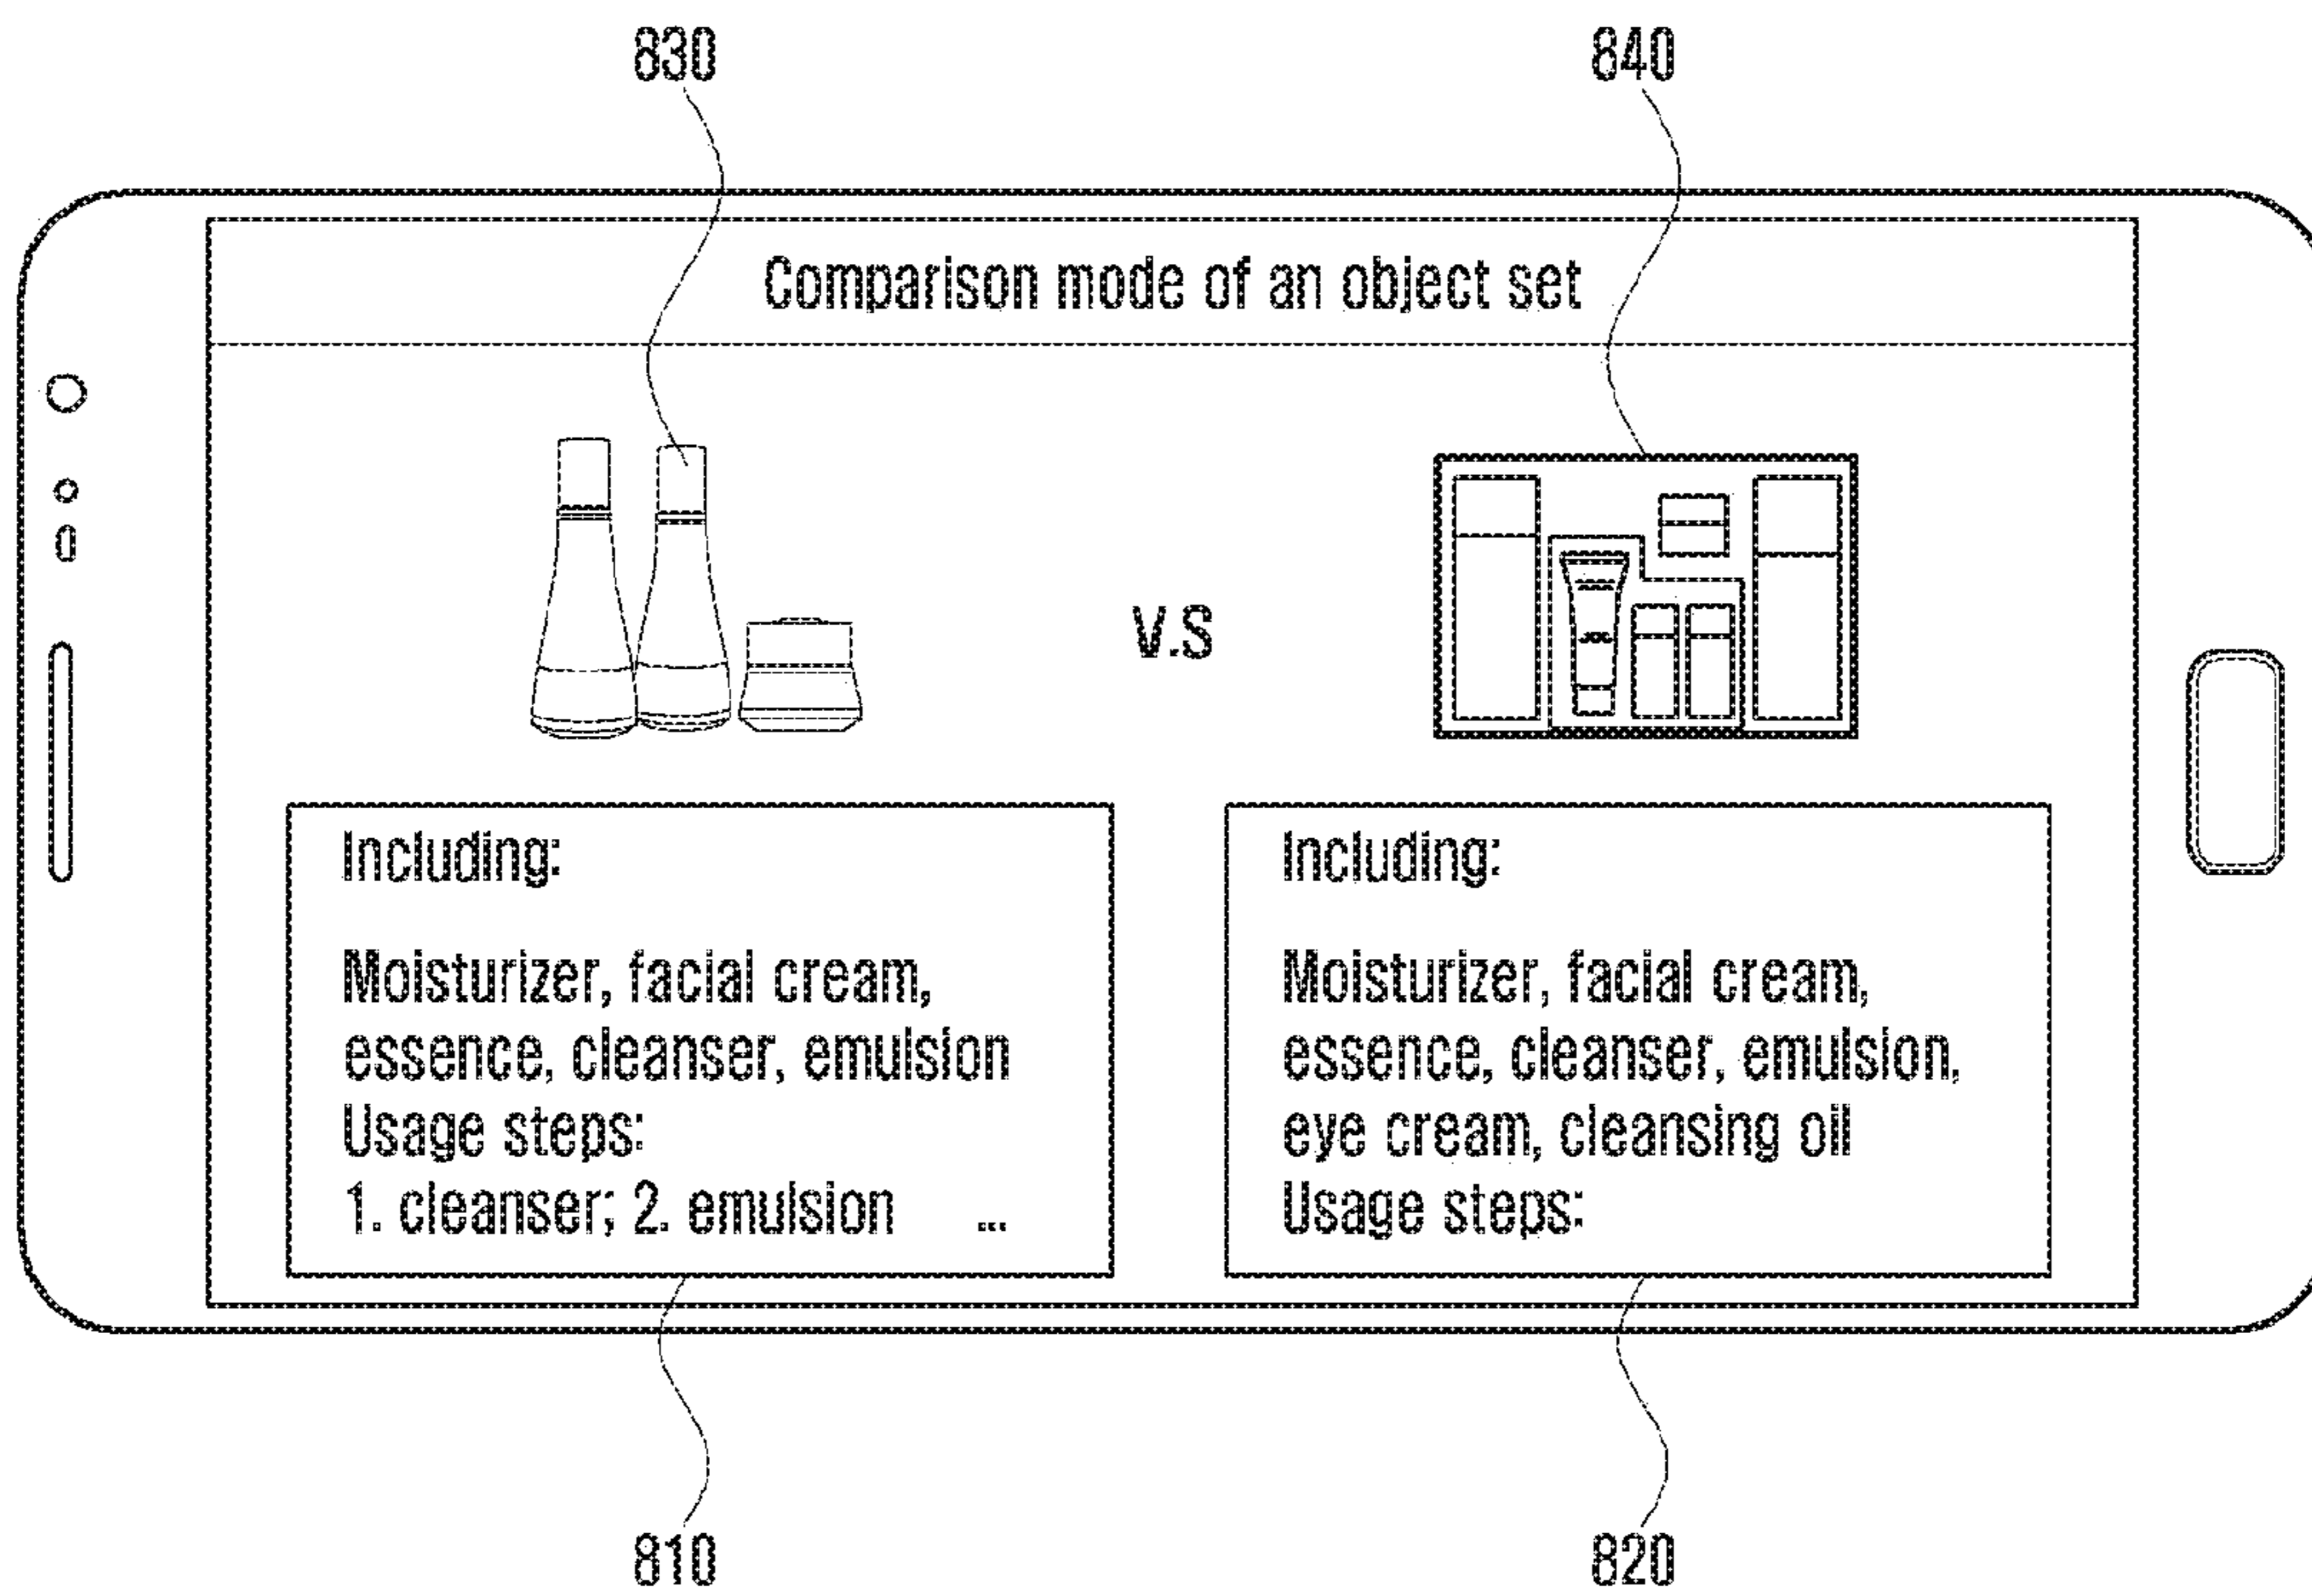 830
840
Comparison mode of an object set
V.S
Including:
Moisturizer, facial cream,
essence, cleanser, emulsion
Usage steps:
1. cleanser; 2. emulsion ...
Including:
Moisturizer, facial cream,
essence, cleanser, emulsion,
eye cream, cleansing oil
Usage steps:
810
820